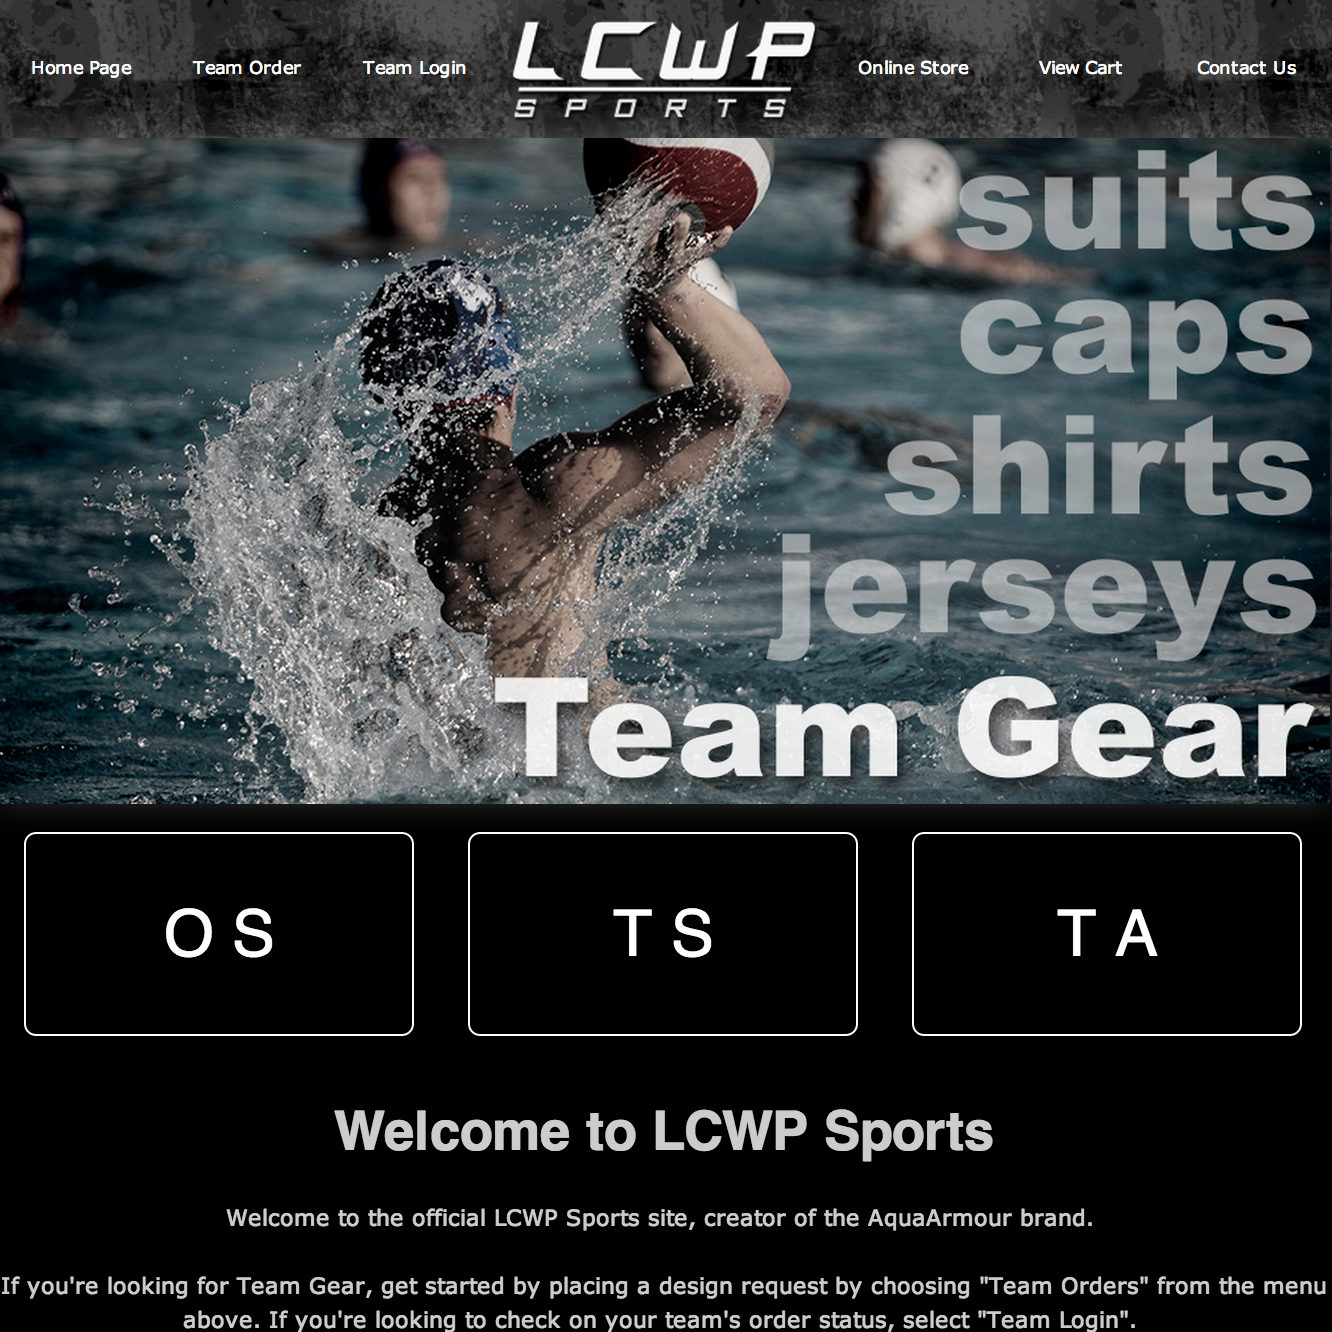 Home Page Team Order Team Login LCWP SPORTS Online Store View Cart Contact Us
suits
caps
shirts
jerseys
Team Gear
O S T S T A
Welcome to LCWP Sports
Welcome to the official LCWP Sports site, creator of the AquaArmour brand.
If you're looking for Team Gear, get started by placing a design request by choosing "Team Orders" from the menu
above. If you're looking to check on your team's order status, select "Team Login".